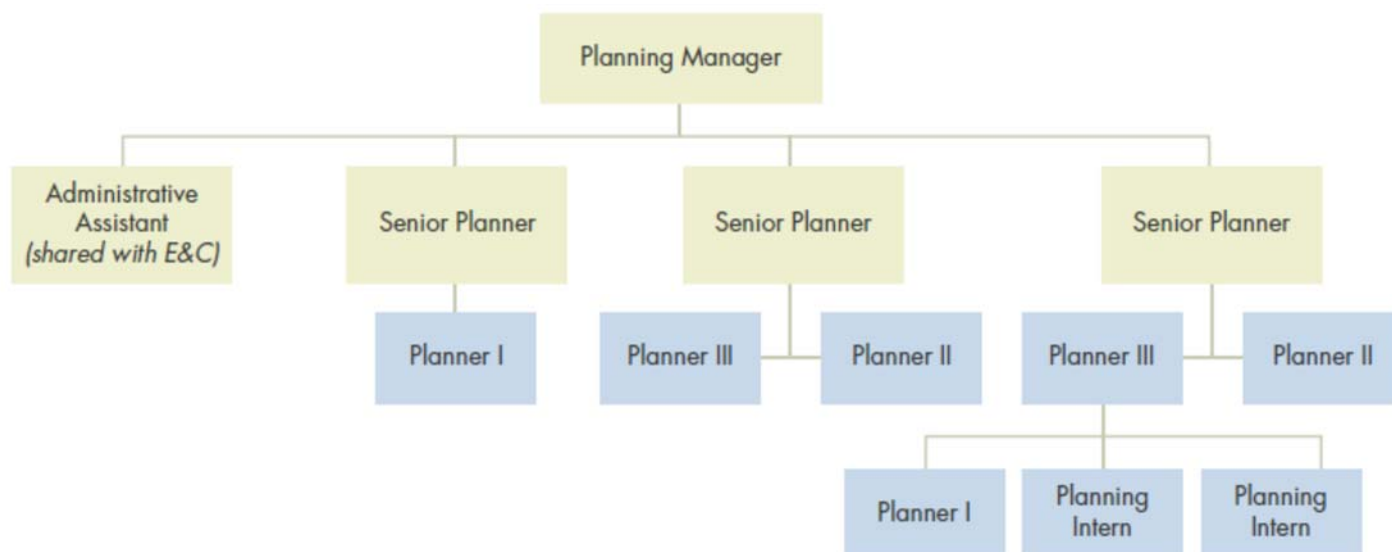 Planning Manager
Administrative
Assistant
(shared with E&C)
Senior Planner
Senior Planner
Senior Planner
Planner I
Planner III
Planner II
Planner III
Planner II
Planner I
Planning
Intern
Planning
Intern